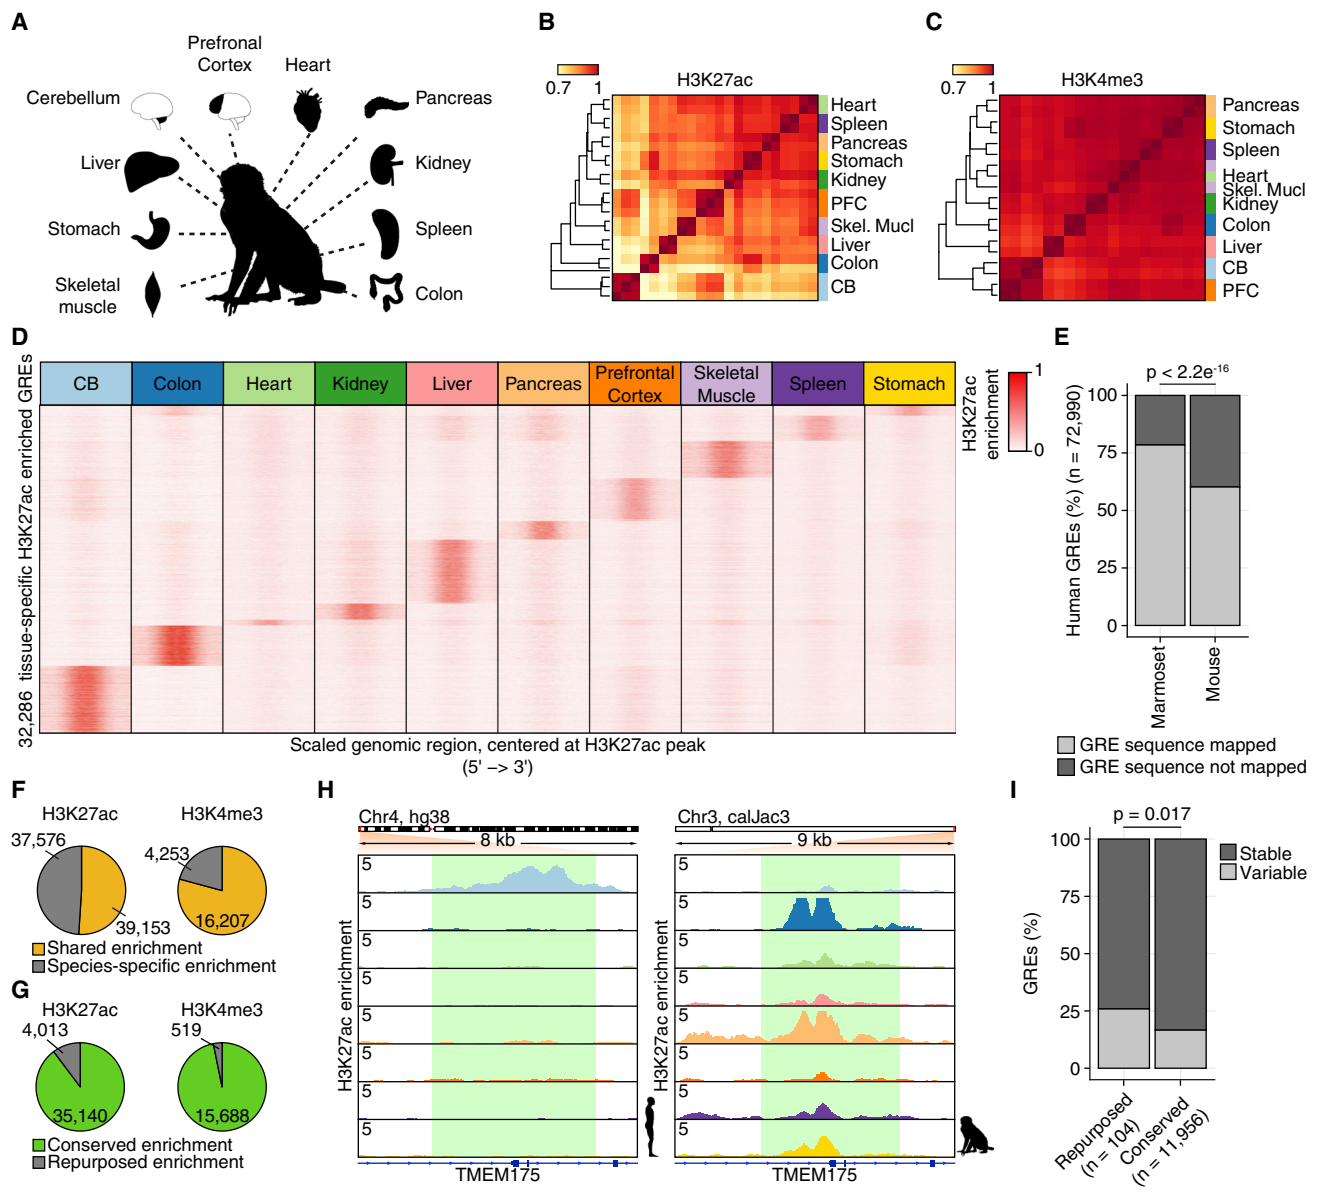 A
Prefronal
Cortex
Heart
Cerebellum
Pancreas
Liver
Kidney
Stomach
Spleen
Skeletal
muscle
Colon
B
H3K27ac
0.7 1
Heart
Spleen
Pancreas
Stomach
Kidney
PFC
Skel. Mucl
Liver
Colon
CB
C
H3K4me3
0.7 1
Pancreas
Stomach
Spleen
Heart
Skel. Mucl
Kidney
Colon
Liver
CB
PFC
D
32,286 tissue-specific H3K27ac enriched GREs
CB
Colon
Heart
Kidney
Liver
Pancreas
Prefrontal
Cortex
Skeletal
Muscle
Spleen
Stomach
H3K27ac
enrichment
1
0
Scaled genomic region, centered at H3K27ac peak
(5' –> 3')
E
p < 2.2e-16
Human GREs (%) (n = 72,990)
100
75
50
25
0
Marmoset
Mouse
GRE sequence mapped
GRE sequence not mapped
F
H3K27ac
H3K4me3
37,576
39,153
4,253
16,207
Shared enrichment
Species-specific enrichment
G
H3K27ac
H3K4me3
4,013
35,140
519
15,688
Conserved enrichment
Repurposed enrichment
H
Chr4, hg38
8 kb
H3K27ac enrichment
5
5
5
5
5
5
5
5
TMEM175
Chr3, calJac3
9 kb
H3K27ac enrichment
5
5
5
5
5
5
5
5
TMEM175
I
p = 0.017
GREs (%)
100
75
50
25
0
Stable
Variable
Repurposed
(n = 104)
Conserved
(n = 11,956)